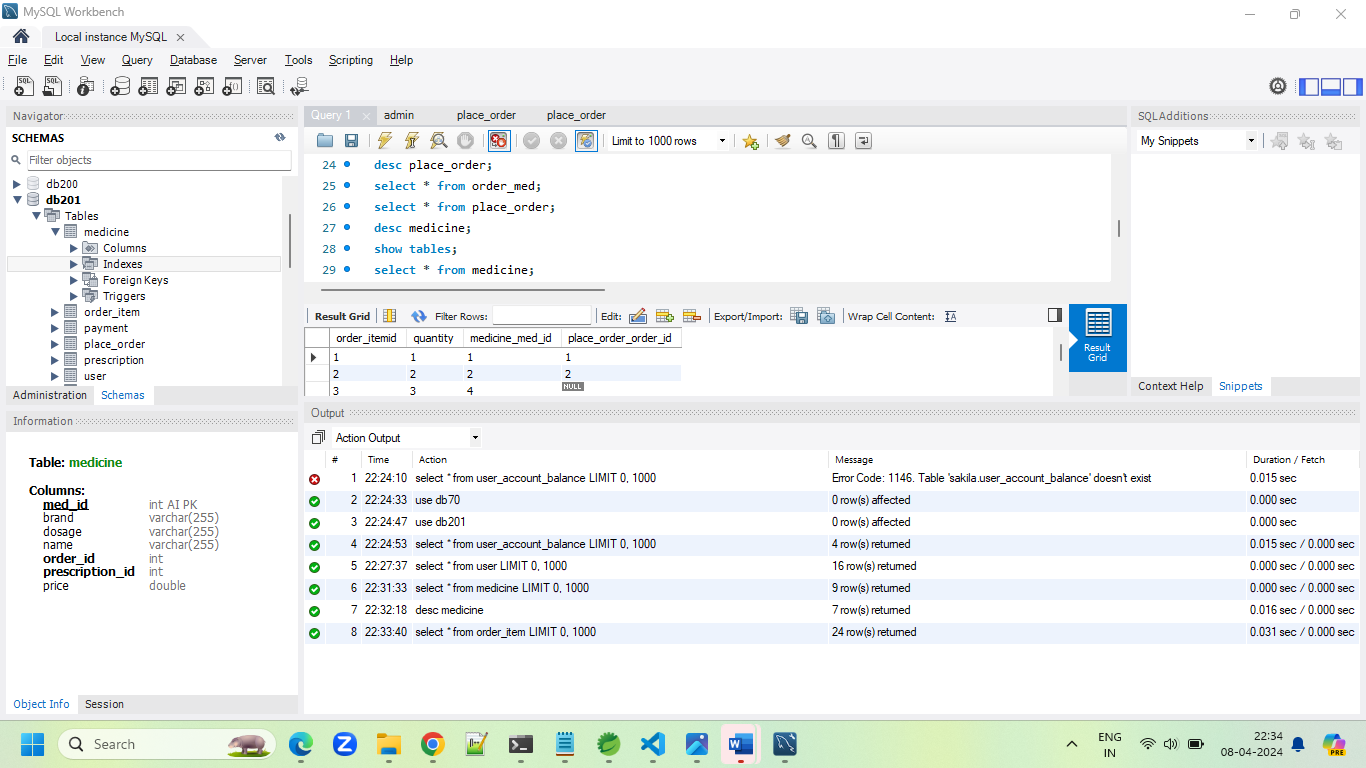 MySQL Workbench
Local instance MySQL
File Edit View Query Database Server Tools Scripting Help
Navigator
SCHEMAS
Filter objects
db200
db201
Tables
medicine
Columns
Indexes
Foreign Keys
Triggers
order_item
payment
place_order
prescription
user
Administration Schemas
Information
Table: medicine
Columns:
med_id int AI PK
brand varchar(255)
dosage varchar(255)
name varchar(255)
order_id int
prescription_id int
price double
Object Info Session
Query 1 admin place_order place_order
Limit to 1000 rows
24 desc place_order;
25 select * from order_med;
26 select * from place_order;
27 desc medicine;
28 show tables;
29 select * from medicine;
Result Grid Filter Rows: Edit: Export/Import: Wrap Cell Content: IA
order_itemid quantity medicine_med_id place_order_order_id
1 1 1 1
2 2 2 2
3 3 4 NULL
Result
Grid
SQLAdditions
My Snippets
Context Help Snippets
Output
Action Output
# Time Action Message Duration / Fetch
1 22:24:10 select * from user_account_balance LIMIT 0, 1000 Error Code: 1146. Table 'sakila.user_account_balance' doesn't exist 0.015 sec
2 22:24:33 use db70 0 row(s) affected 0.000 sec
3 22:24:47 use db201 0 row(s) affected 0.000 sec
4 22:24:53 select * from user_account_balance LIMIT 0, 1000 4 row(s) returned 0.015 sec / 0.000 sec
5 22:27:37 select * from user LIMIT 0, 1000 16 row(s) returned 0.000 sec / 0.000 sec
6 22:31:33 select * from medicine LIMIT 0, 1000 9 row(s) returned 0.000 sec / 0.000 sec
7 22:32:18 desc medicine 7 row(s) returned 0.016 sec / 0.000 sec
8 22:33:40 select * from order_item LIMIT 0, 1000 24 row(s) returned 0.031 sec / 0.000 sec
Search
ENG
IN
22:34
08-04-2024
PRE